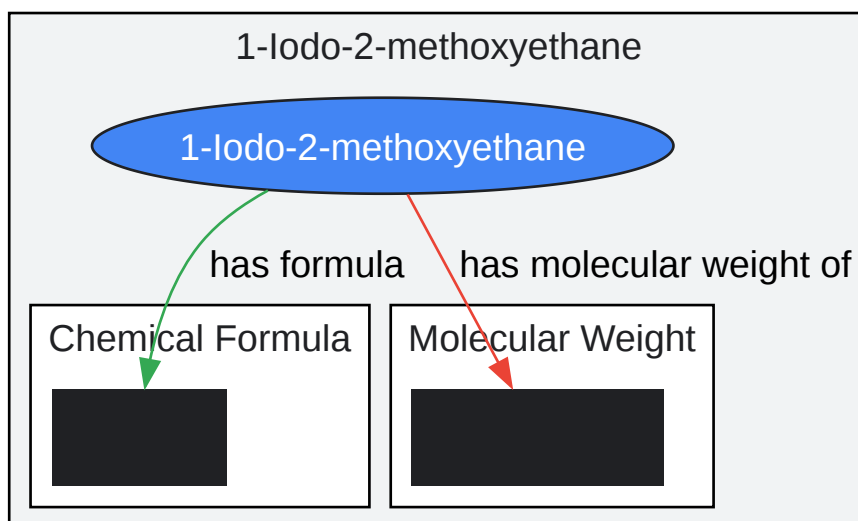 1-Iodo-2-methoxyethane
1-Iodo-2-methoxyethane
has formula
has molecular weight of
Chemical Formula
Molecular Weight